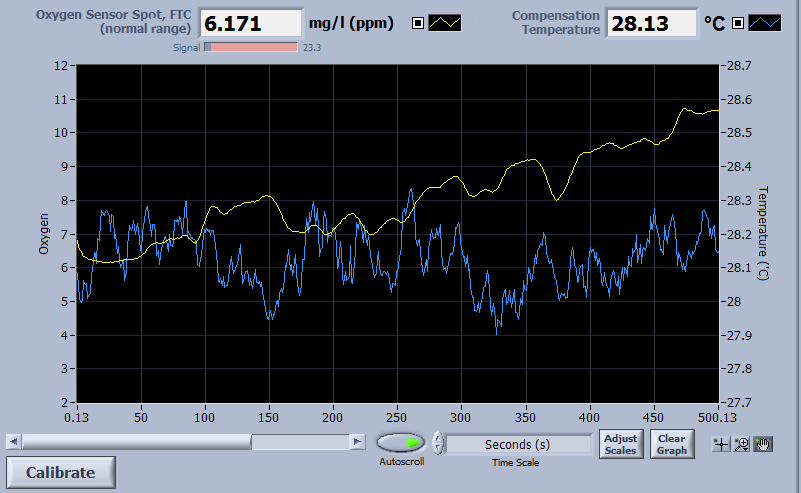 Oxygen Sensor Spot, FTC
(normal range)
6.171
mg/l (ppm)
Compensation
Temperature
28.13
°C
Signal
23.3
12
11
10
9
8
7
6
5
4
3
2
Oxygen
28.7
28.6
28.5
28.4
28.3
28.2
28.1
28
27.9
27.8
27.7
Temperature (°C)
0.13
50
100
150
200
250
300
350
400
450
500.13
Autoscroll
Seconds (s)
Time Scale
Adjust
Scales
Clear
Graph
Calibrate